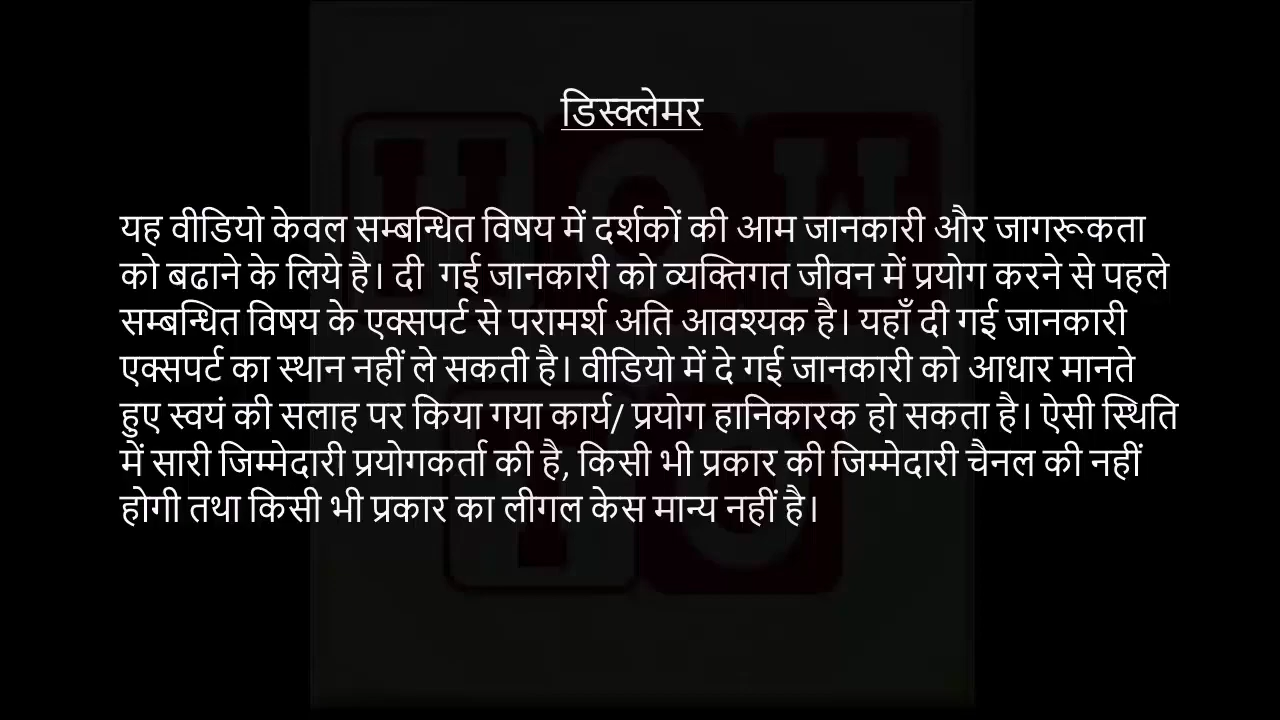 डिस्क्लेमर
यह वीडियो केवल सम्बन्धित विषय में दर्शकों की आम जानकारी और जागरूकता
को बढाने के लिये है। दी गई जानकारी को व्यक्तिगत जीवन में प्रयोग करने से पहले
सम्बन्धित विषय के एक्सपर्ट से परामर्श अति आवश्यक है। यहाँ दी गई जानकारी
एक्सपर्ट का स्थान नहीं ले सकती है। वीडियो में दे गई जानकारी को आधार मानते
हुए स्वयं की सलाह पर किया गया कार्य/ प्रयोग हानिकारक हो सकता है। ऐसी स्थिति
में सारी जिम्मेदारी प्रयोगकर्ता की है, किसी भी प्रकार की जिम्मेदारी चैनल की नहीं
होगी तथा किसी भी प्रकार का लीगल केस मान्य नहीं है।
HOW
TO